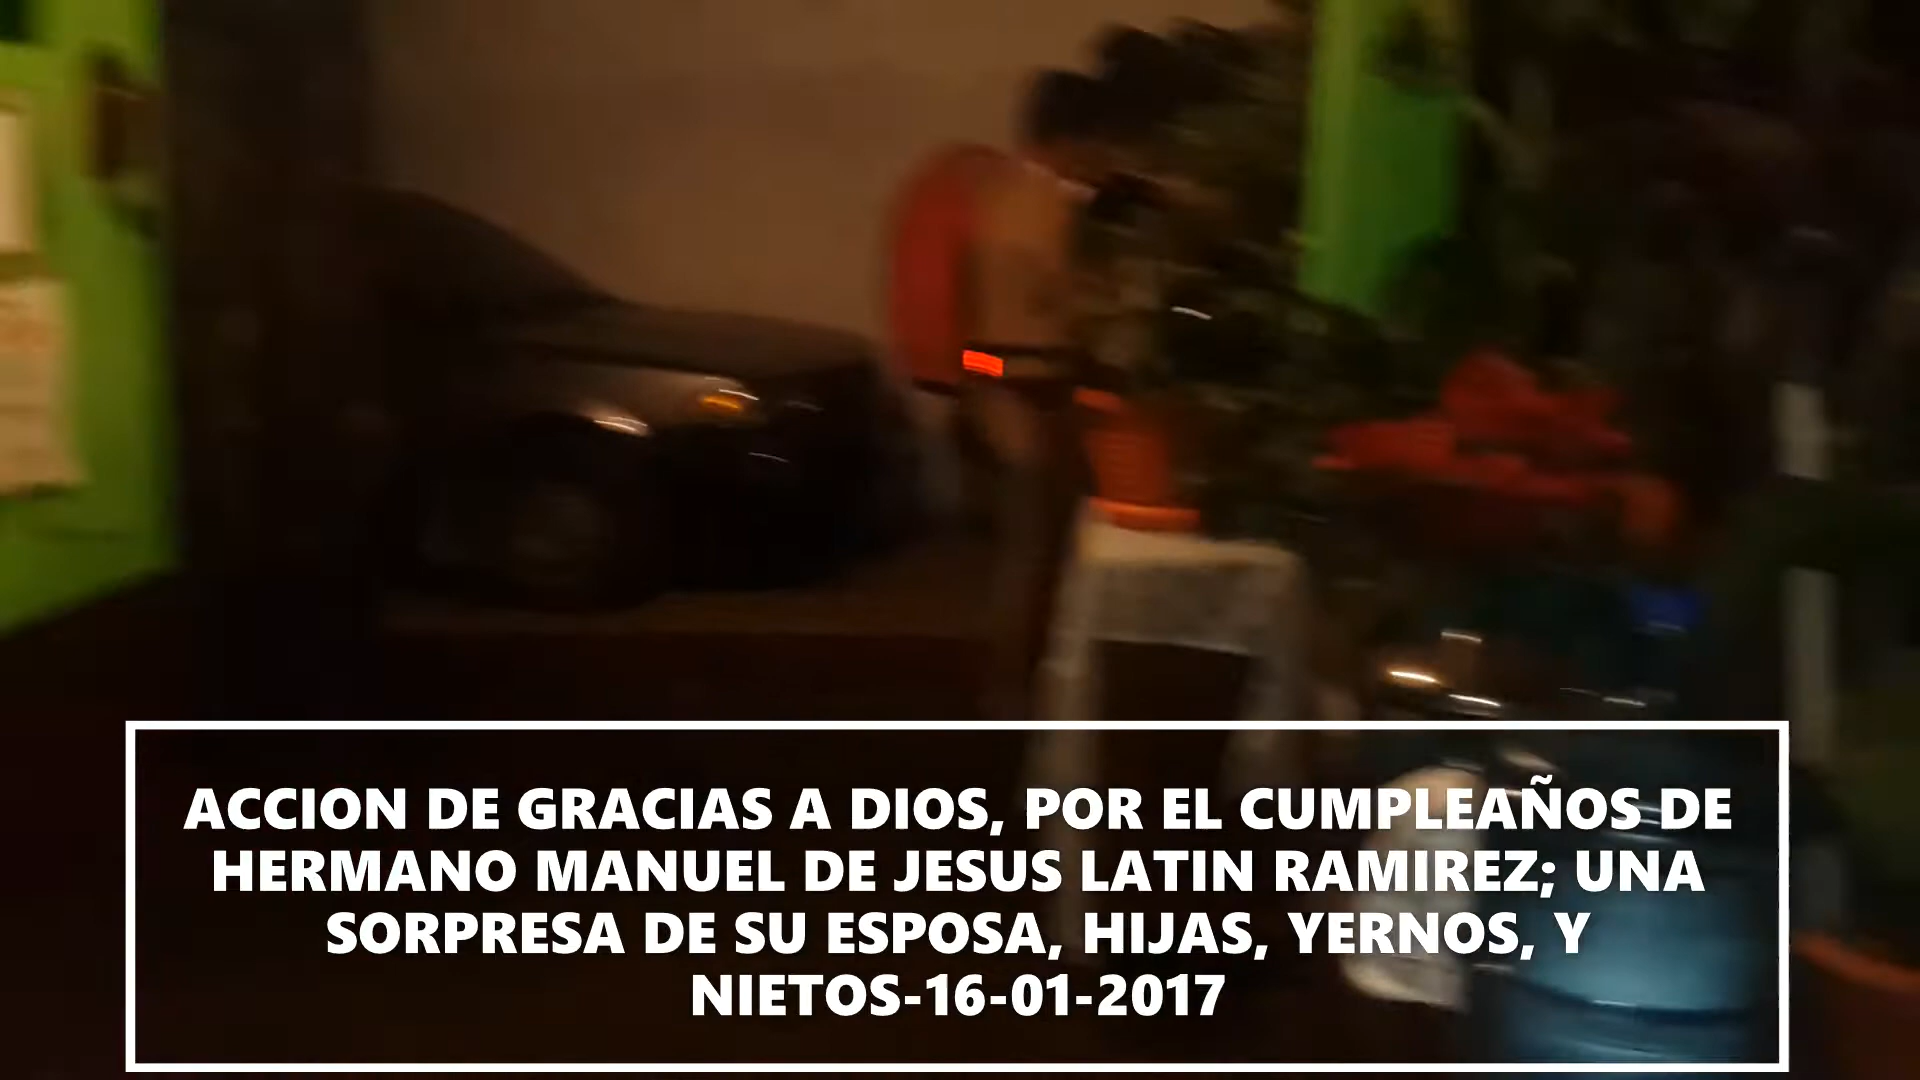 ACCION DE GRACIAS A DIOS, POR EL CUMPLEAÑOS DE
HERMANO MANUEL DE JESUS LATIN RAMIREZ; UNA
SORPRESA DE SU ESPOSA, HIJAS, YERNOS, Y
NIETOS-16-01-2017